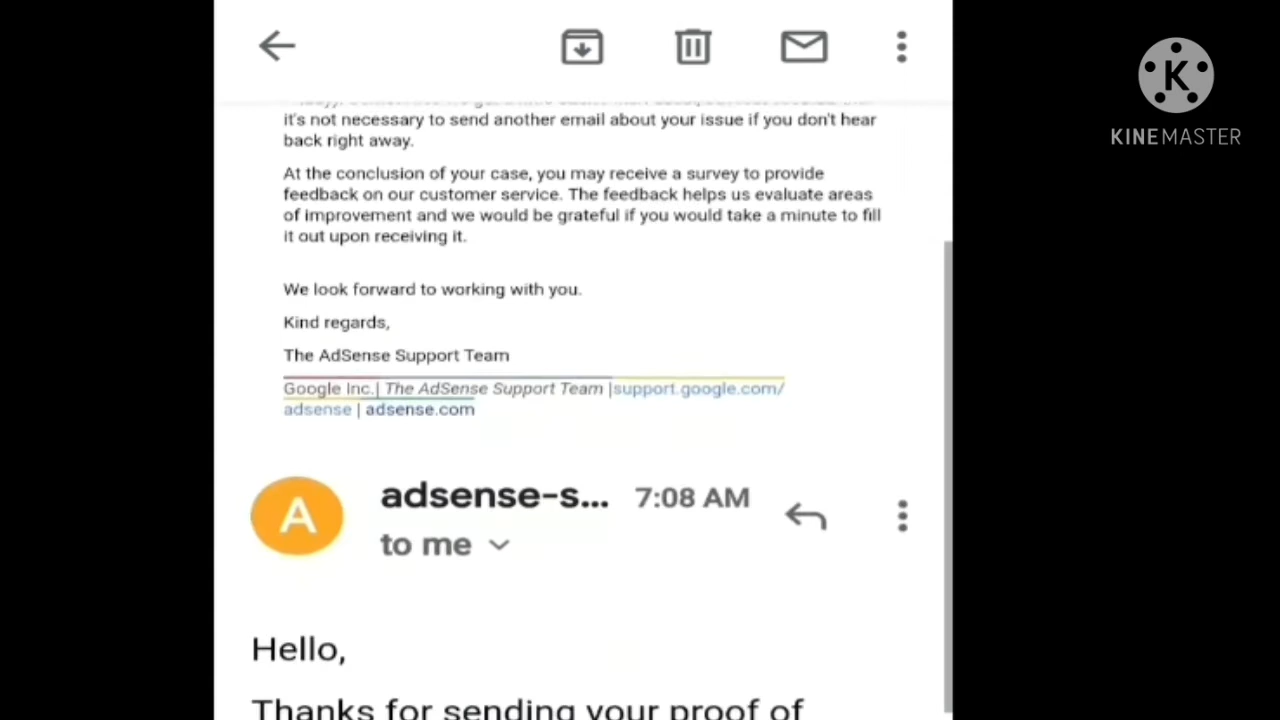 it's not necessary to send another email about your issue if you don't hear
back right away.
At the conclusion of your case, you may receive a survey to provide
feedback on our customer service. The feedback helps us evaluate areas
of improvement and we would be grateful if you would take a minute to fill
it out upon receiving it.
We look forward to working with you.
Kind regards,
The AdSense Support Team
Google Inc.| The AdSense Support Team |support.google.com/
adsense | adsense.com
A
adsense-s... 7:08 AM
to me
Hello,
Thanks for sending your proof of
K
KINEMASTER